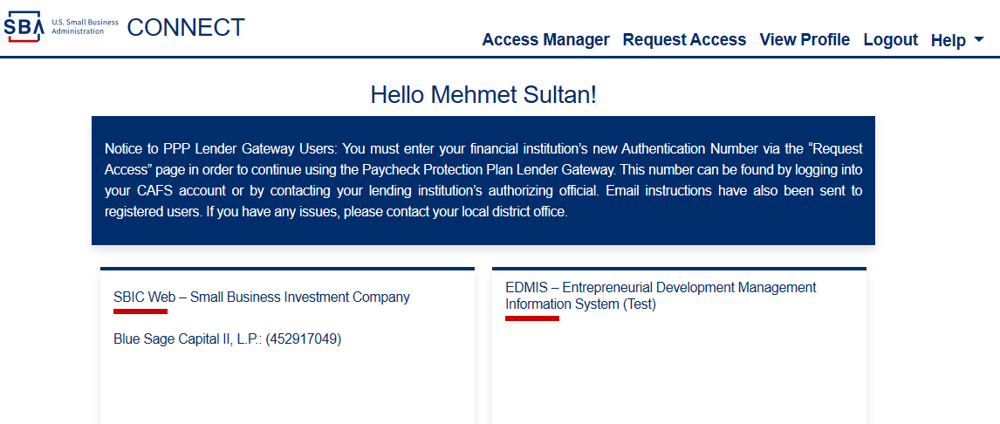 SBA U.S. Small Business
Administration
CONNECT
Access Manager Request Access View Profile Logout Help
Hello Mehmet Sultan!
Notice to PPP Lender Gateway Users: You must enter your financial institution’s new Authentication Number via the “Request
Access” page in order to continue using the Paycheck Protection Plan Lender Gateway. This number can be found by logging into
your CAFS account or by contacting your lending institution’s authorizing official. Email instructions have also been sent to
registered users. If you have any issues, please contact your local district office.
SBIC Web – Small Business Investment Company
Blue Sage Capital II, L.P.: (452917049)
EDMIS – Entrepreneurial Development Management
Information System (Test)